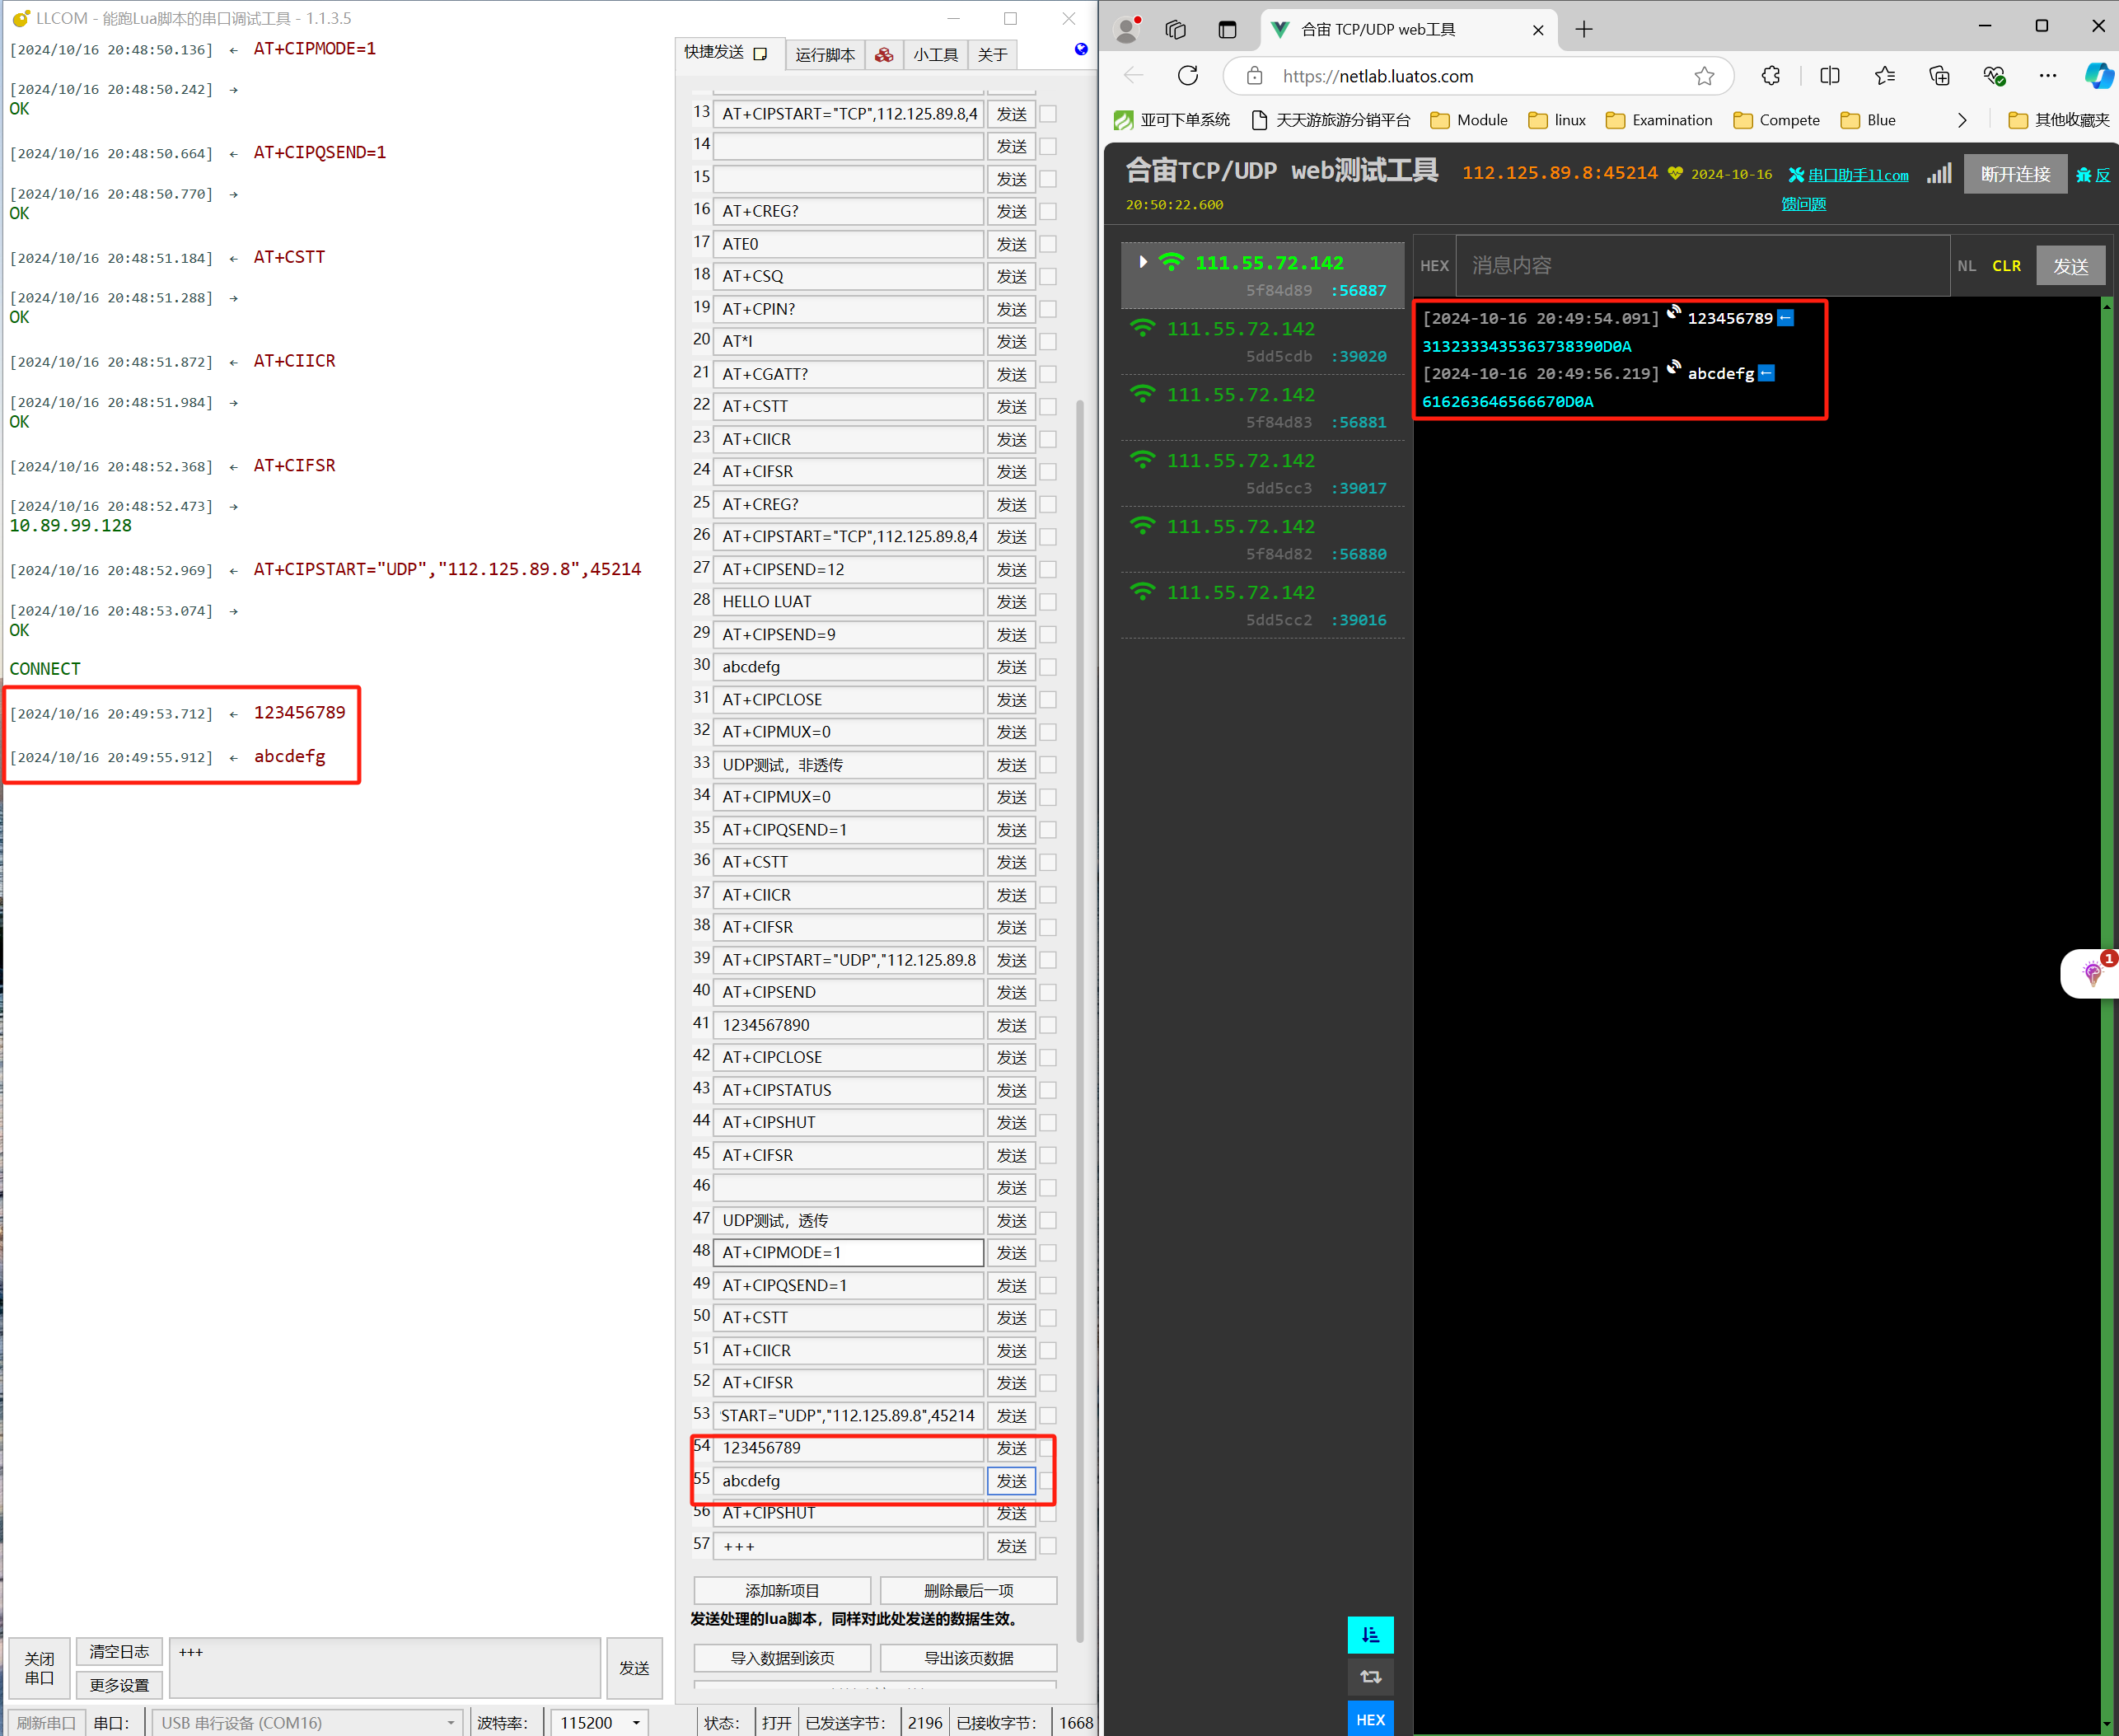 LLCOM - 能跑Lua脚本的串口调试工具 - 1.1.3.5
[2024/10/16 20:48:50.136] ← AT+CIPMODE=1
[2024/10/16 20:48:50.242] →
OK
[2024/10/16 20:48:50.664] ← AT+CIPQSEND=1
[2024/10/16 20:48:50.770] →
OK
[2024/10/16 20:48:51.184] ← AT+CSTT
[2024/10/16 20:48:51.288] →
OK
[2024/10/16 20:48:51.872] ← AT+CIICR
[2024/10/16 20:48:51.984] →
OK
[2024/10/16 20:48:52.368] ← AT+CIFSR
[2024/10/16 20:48:52.473] →
10.89.99.128
[2024/10/16 20:48:52.969] ← AT+CIPSTART="UDP","112.125.89.8",45214
[2024/10/16 20:48:53.074] →
OK
CONNECT
[2024/10/16 20:49:53.712] ← 123456789
[2024/10/16 20:49:55.912] ← abcdefg
关闭
串口
清空日志
更多设置
+++
发送
快捷发送 运行脚本 小工具 关于
13 AT+CIPSTART="TCP",112.125.89.8,4 发送
14 发送
15 发送
16 AT+CREG? 发送
17 ATE0 发送
18 AT+CSQ 发送
19 AT+CPIN? 发送
20 AT*I 发送
21 AT+CGATT? 发送
22 AT+CSTT 发送
23 AT+CIICR 发送
24 AT+CIFSR 发送
25 AT+CREG? 发送
26 AT+CIPSTART="TCP",112.125.89.8,4 发送
27 AT+CIPSEND=12 发送
28 HELLO LUAT 发送
29 AT+CIPSEND=9 发送
30 abcdefg 发送
31 AT+CIPCLOSE 发送
32 AT+CIPMUX=0 发送
33 UDP测试，非透传 发送
34 AT+CIPMUX=0 发送
35 AT+CIPQSEND=1 发送
36 AT+CSTT 发送
37 AT+CIICR 发送
38 AT+CIFSR 发送
39 AT+CIPSTART="UDP","112.125.89.8 发送
40 AT+CIPSEND 发送
41 1234567890 发送
42 AT+CIPCLOSE 发送
43 AT+CIPSTATUS 发送
44 AT+CIPSHUT 发送
45 AT+CIFSR 发送
46 发送
47 UDP测试，透传 发送
48 AT+CIPMODE=1 发送
49 AT+CIPQSEND=1 发送
50 AT+CSTT 发送
51 AT+CIICR 发送
52 AT+CIFSR 发送
53 START="UDP","112.125.89.8",45214 发送
54 123456789 发送
55 abcdefg 发送
56 AT+CIPSHUT 发送
57 +++ 发送
添加新项目 删除最后一项
发送处理的lua脚本，同样对此处发送的数据生效。
导入数据到该页 导出该页数据
刷新串口 串口： USB 串行设备 (COM16) 波特率： 115200 状态： 打开 已发送字节： 2196 已接收字节： 1668
合宙 TCP/UDP web工具
https://netlab.luatos.com
亚可下单系统 天天游旅游分销平台 Module linux Examination Compete Blue 其他收藏夹
合宙TCP/UDP web测试工具 112.125.89.8:45214 2024-10-16 串口助手llcom 断开连接 反
20:50:22.600 馈问题
111.55.72.142
5f84d89 :56887
111.55.72.142
5dd5cdb :39020
111.55.72.142
5f84d83 :56881
111.55.72.142
5dd5cc3 :39017
111.55.72.142
5f84d82 :56880
111.55.72.142
5dd5cc2 :39016
HEX 消息内容 NL CLR 发送
[2024-10-16 20:49:54.091] 123456789←
3132333435363738390D0A
[2024-10-16 20:49:56.219] abcdefg←
616263646566670D0A
1
HEX